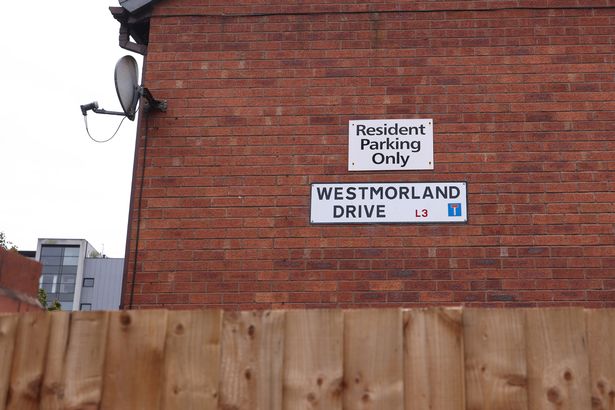 Resident
Parking
Only
WESTMORLAND
DRIVE L3